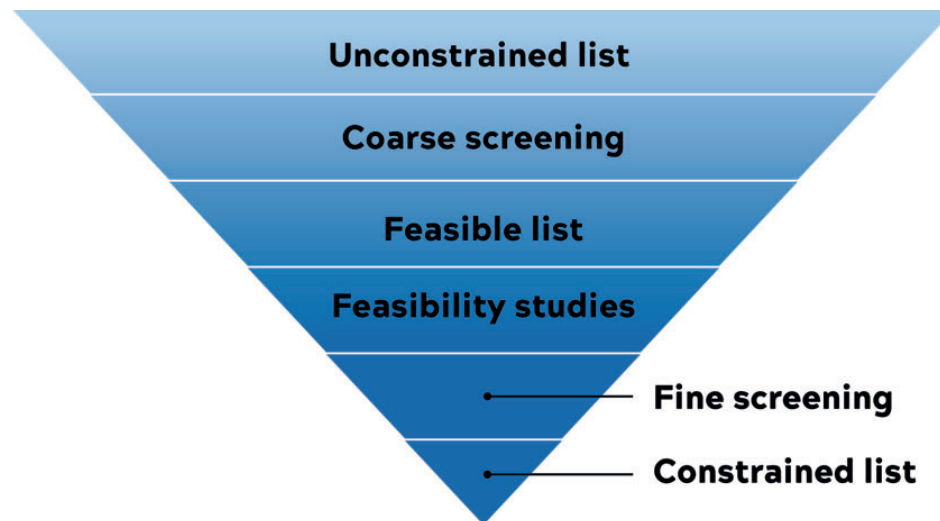 Unconstrained list
Coarse screening
Feasible list
Feasibility studies
Fine screening
Constrained list